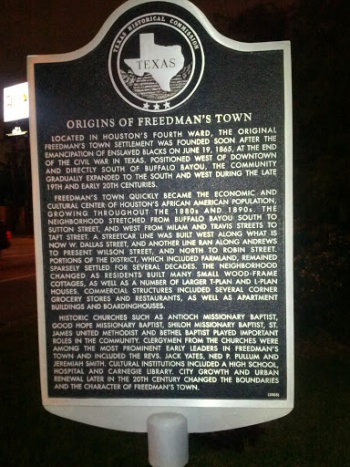 TEXAS HISTORICAL COMMISSION
TEXAS
ORIGINS OF FREEDMAN'S TOWN
LOCATED IN HOUSTON'S FOURTH WARD, THE ORIGINAL
FREEDMAN'S TOWN SETTLEMENT WAS FOUNDED SOON AFTER THE
EMANCIPATION OF ENSLAVED BLACKS ON JUNE 19, 1865, AT THE END
OF THE CIVIL WAR IN TEXAS. POSITIONED WEST OF DOWNTOWN
AND DIRECTLY SOUTH OF BUFFALO BAYOU, THE COMMUNITY
GRADUALLY EXPANDED TO THE SOUTH AND WEST DURING THE LATE
19TH AND EARLY 20TH CENTURIES.
FREEDMAN'S TOWN QUICKLY BECAME THE ECONOMIC AND
CULTURAL CENTER OF HOUSTON'S AFRICAN AMERICAN POPULATION,
GROWING THROUGHOUT THE 1880s AND 1890s. THE
NEIGHBORHOOD STRETCHED FROM BUFFALO BAYOU SOUTH TO
SUTTON STREET, AND WEST FROM MILAM AND TRAVIS STREETS TO
TAFT STREET. A STREETCAR LINE WAS BUILT WEST ALONG WHAT IS
NOW W. DALLAS STREET, AND ANOTHER LINE RAN ALONG ANDREWS
TO PRESENT WILSON STREET, AND NORTH TO ROBIN STREET.
PORTIONS OF THE DISTRICT, WHICH INCLUDED FARMLAND, REMAINED
SPARSELY SETTLED FOR SEVERAL DECADES. THE NEIGHBORHOOD
CHANGED AS RESIDENTS BUILT MANY SMALL WOOD-FRAME
COTTAGES, AS WELL AS A NUMBER OF LARGER T-PLAN AND L-PLAN
HOUSES. COMMERCIAL STRUCTURES INCLUDED SEVERAL CORNER
GROCERY STORES AND RESTAURANTS, AS WELL AS APARTMENT
BUILDINGS AND BOARDINGHOUSES.
HISTORIC CHURCHES SUCH AS ANTIOCH MISSIONARY BAPTIST,
GOOD HOPE MISSIONARY BAPTIST, SHILOH MISSIONARY BAPTIST, ST.
JAMES UNITED METHODIST AND BETHEL BAPTIST PLAYED IMPORTANT
ROLES IN THE COMMUNITY. CLERGYMEN FROM THE CHURCHES WERE
AMONG THE MOST PROMINENT EARLY LEADERS IN FREEDMAN'S
TOWN AND INCLUDED THE REVS. JACK YATES, NED P. PULLUM AND
JEREMIAH SMITH. CULTURAL INSTITUTIONS INCLUDED A HIGH SCHOOL,
HOSPITAL AND CARNEGIE LIBRARY. CITY GROWTH AND URBAN
RENEWAL LATER IN THE 20TH CENTURY CHANGED THE BOUNDARIES
AND THE CHARACTER OF FREEDMAN'S TOWN.